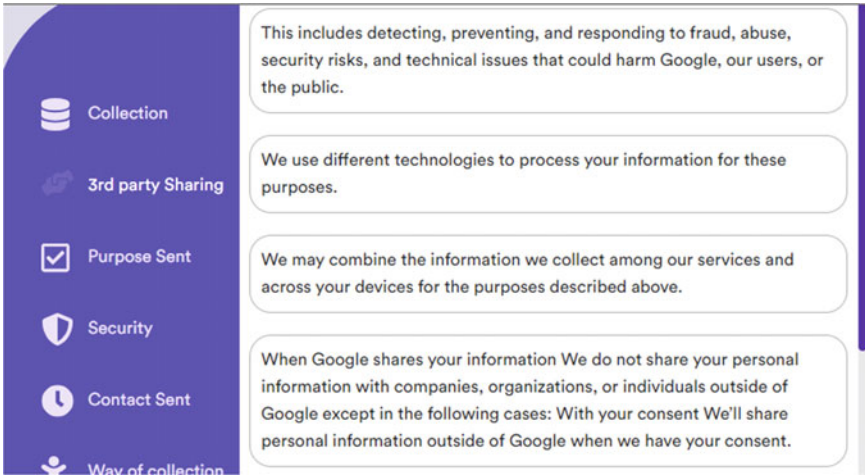 Collection
3rd party Sharing
Purpose Sent
Security
Contact Sent
Way of collection
This includes detecting, preventing, and responding to fraud, abuse,
security risks, and technical issues that could harm Google, our users, or
the public.
We use different technologies to process your information for these
purposes.
We may combine the information we collect among our services and
across your devices for the purposes described above.
When Google shares your information We do not share your personal
information with companies, organizations, or individuals outside of
Google except in the following cases: With your consent We’ll share
personal information outside of Google when we have your consent.